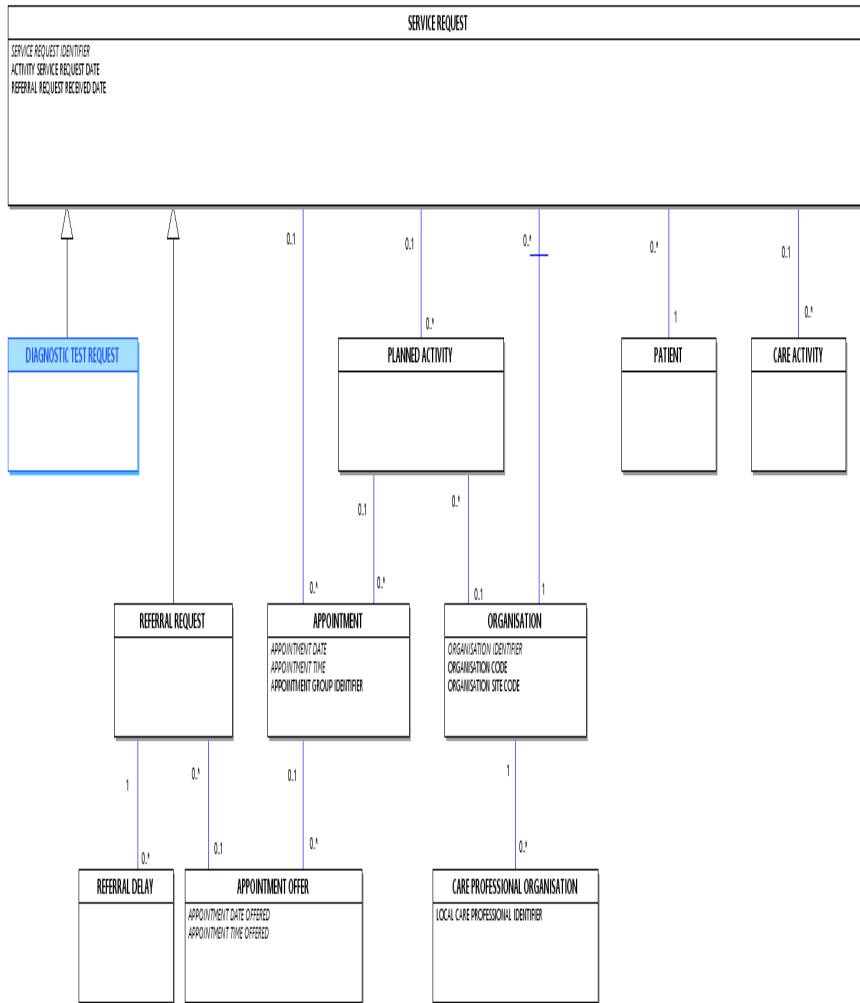 SERVICE REQUEST
SERVICE REQUEST IDENTIFIER
ACTIVITY SERVICE REQUEST DATE
REFERRAL REQUEST RECEIVED DATE
0..1
0..1
0..*
0..*
0..1
0..*
1
0..*
DIAGNOSTIC TEST REQUEST
PLANNED ACTIVITY
PATIENT
CARE ACTIVITY
0..1
0..*
0..*
0..*
0..1
1
REFERRAL REQUEST
APPOINTMENT
APPOINTMENT DATE
APPOINTMENT TIME
APPOINTMENT GROUP IDENTIFIER
ORGANISATION
ORGANISATION IDENTIFIER
ORGANISATION CODE
ORGANISATION SITE CODE
1
0..*
0..1
1
0..*
0..1
0..*
0..*
REFERRAL DELAY
APPOINTMENT OFFER
APPOINTMENT DATE OFFERED
APPOINTMENT TIME OFFERED
CARE PROFESSIONAL ORGANISATION
LOCAL CARE PROFESSIONAL IDENTIFIER